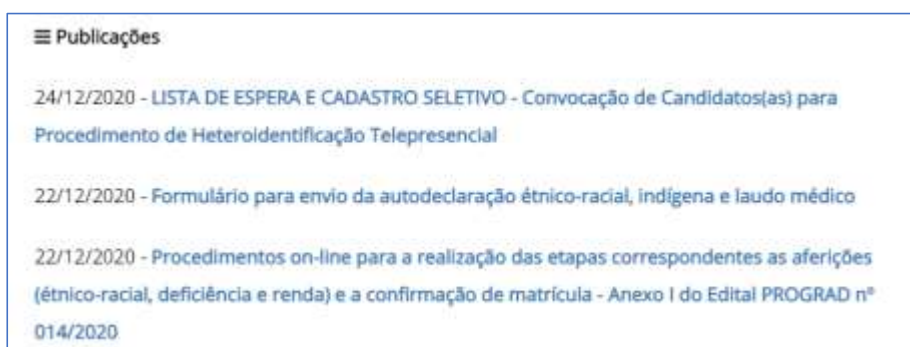 Publicações
24/12/2020 - LISTA DE ESPERA E CADASTRO SELETIVO - Convocação de Candidatos(as) para
Procedimento de Heteroidentificação Telepresencial
22/12/2020 - Formulário para envio da autodeclaração étnico-racial, indígena e laudo médico
22/12/2020 - Procedimentos on-line para a realização das etapas correspondentes as aferições
(étnico-racial, deficiência e renda) e a confirmação de matrícula - Anexo I do Edital PROGRAD nº
014/2020